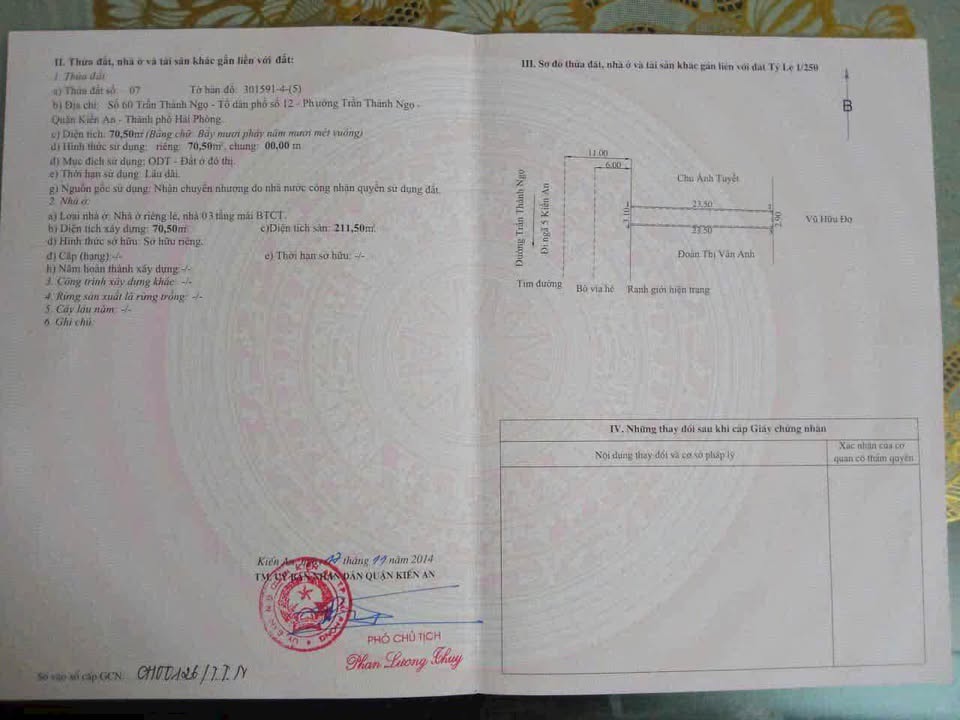 II. Thửa đất, nhà ở và tài sản khác gắn liền với đất:
1. Thửa đất
a) Thửa đất số: 07 Tờ bản đồ: 301591-4-(5)
b) Địa chỉ: Số 60 Trần Thành Ngọ - Tổ dân phố số 12 - Phường Trần Thành Ngọ -
Quận Kiến An - Thành phố Hải Phòng.
c) Diện tích: 70,50m² (Bằng chữ: Bảy mươi phảy năm mươi mét vuông)
d) Hình thức sử dụng: riêng: 70,50m², chung: 00,00 m
đ) Mục đích sử dụng: ODT - Đất ở đô thị.
e) Thời hạn sử dụng: Lâu dài.
g) Nguồn gốc sử dụng: Nhận chuyển nhượng do nhà nước công nhận quyền sử dụng đất.
2. Nhà ở:
a) Loại nhà ở: Nhà ở riêng lẻ, nhà 03 tầng mái BTCT.
b) Diện tích xây dựng: 70,50m² c)Diện tích sàn: 211,50m²
d) Hình thức sở hữu: Sở hữu riêng.
đ) Cấp (hạng):-/- e) Thời hạn sở hữu: -/-
h) Năm hoàn thành xây dựng -/-
3. Công trình xây dựng khác: -/-
4. Rừng sản xuất là rừng trồng: -/-
5. Cây lâu năm: -/-
6. Ghi chú:
Kiến An, ngày 17 tháng 11 năm 2014
TM. ỦY BAN NHÂN DÂN QUẬN KIẾN AN
PHÓ CHỦ TỊCH
Phan Lương Thuy
Số vào sổ cấp GCN: CH00126/T.T.N
III. Sơ đồ thửa đất, nhà ở và tài sản khác gắn liền với đất Tỷ Lệ 1/250
B
11.00
6.00
Chu Ánh Tuyết
23.50
3.10
2.90
Vũ Hữu Đọ
23.50
Đoàn Thị Vân Anh
Đường Trần Thành Ngọ
Đi ngã 5 Kiến An
Tim đường Bó vỉa hè Ranh giới hiện trạng
IV. Những thay đổi sau khi cấp Giấy chứng nhận
Nội dung thay đổi và cơ sở pháp lý
Xác nhận của cơ
quan có thẩm quyền